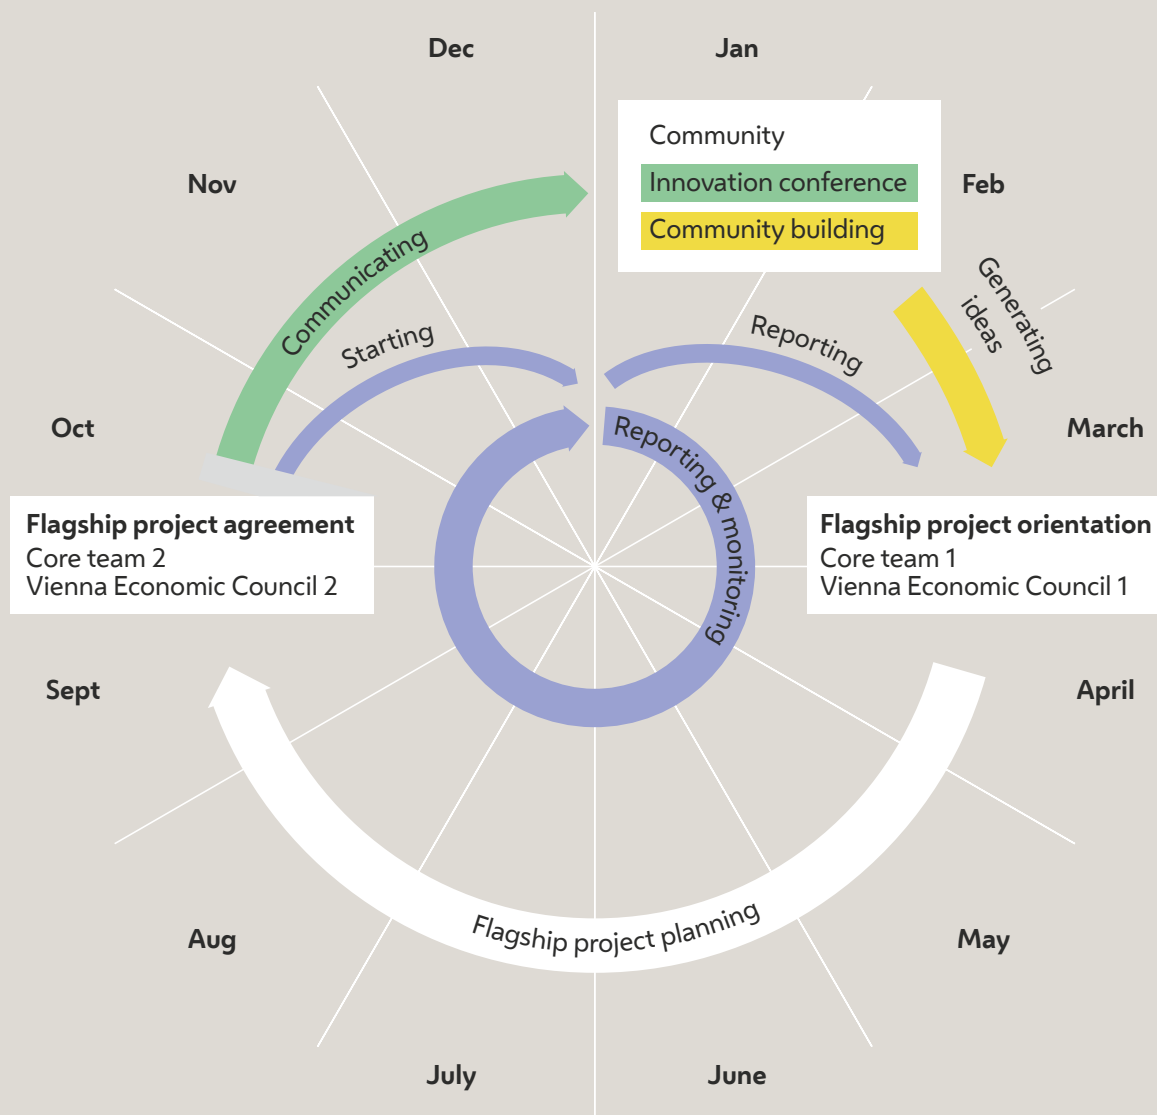 Dec
Jan
Community
Innovation conference
Community building
Nov
Feb
Generating
ideas
Communicating
Starting
Reporting
Oct
March
Reporting & monitoring
Flagship project agreement
Core team 2
Vienna Economic Council 2
Flagship project orientation
Core team 1
Vienna Economic Council 1
Sept
April
Flagship project planning
Aug
May
July
June